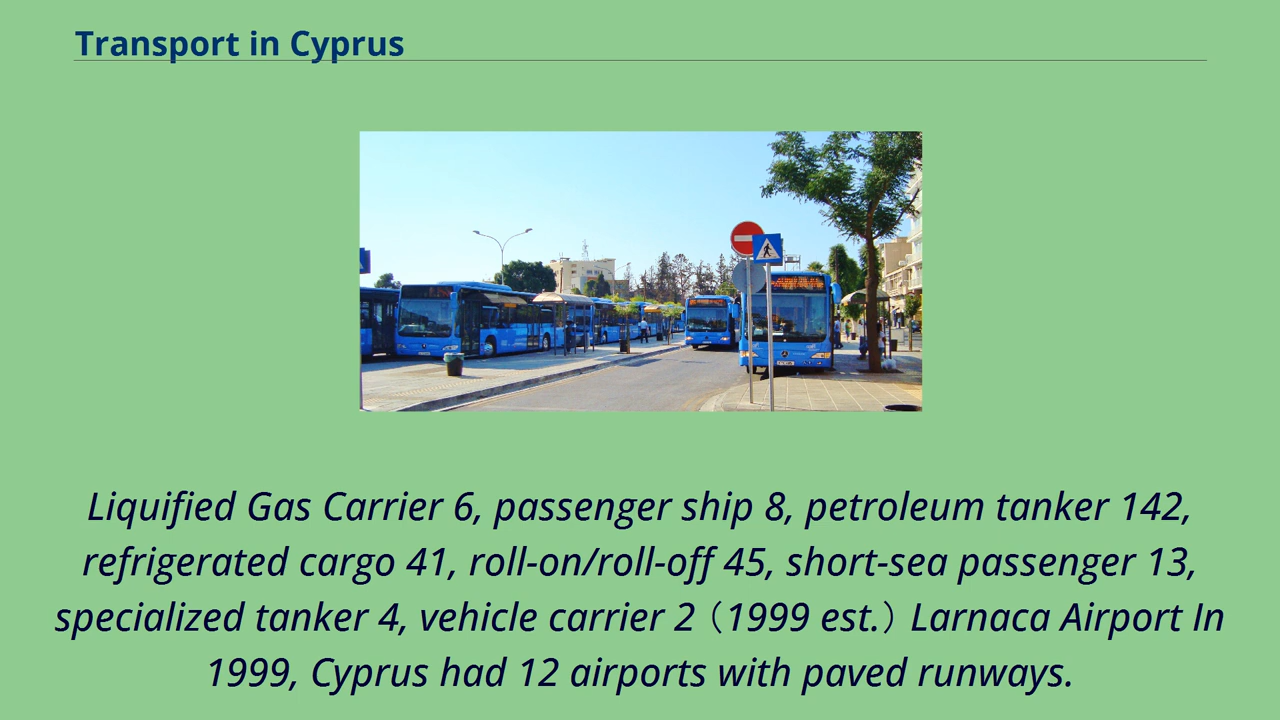 Transport in Cyprus
Liquified Gas Carrier 6, passenger ship 8, petroleum tanker 142,
refrigerated cargo 41, roll-on/roll-off 45, short-sea passenger 13,
specialized tanker 4, vehicle carrier 2（1999 est.）Larnaca Airport In
1999, Cyprus had 12 airports with paved runways.